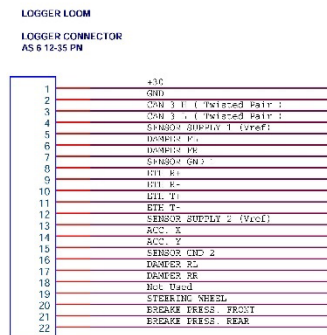 LOGGER LOOM
LOGGER CONNECTOR
AS 6 12-35 PN
1 +30
2 GND
3 CAN 3 H ( Twisted Pair )
4 CAN 3 L ( Twisted Pair )
5 SENSOR SUPPLY 1 (Vref)
6 DAMPER FL
7 DAMPER FR
8 SENSOR GND 1
9 ETH R+
10 ETH R-
11 ETH T+
12 ETH T-
13 SENSOR SUPPLY 2 (Vref)
14 ACC. X
15 ACC. Y
16 SENSOR GND 2
17 DAMPER RL
18 DAMPER RR
19 Not Used
20 STEERING WHEEL
21 BREAKE PRESS. FRONT
22 BREAKE PRESS. REAR